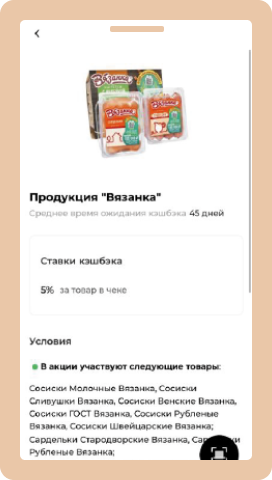 Вязанка
Вязанка
Продукция "Вязанка"
Среднее время ожидания кэшбэка 45 дней
Ставки кэшбэка
5% за товар в чеке
Условия
В акции участвуют следующие товары:
Сосиски Молочные Вязанка, Сосиски
Сливушки Вязанка, Сосиски Венские Вязанка,
Сосиски ГОСТ Вязанка, Сосиски Рубленые
Вязанка, Сосиски Швейцарские Вязанка;
Сардельки Стародворские Вязанка,
Рубленые Вязанка;